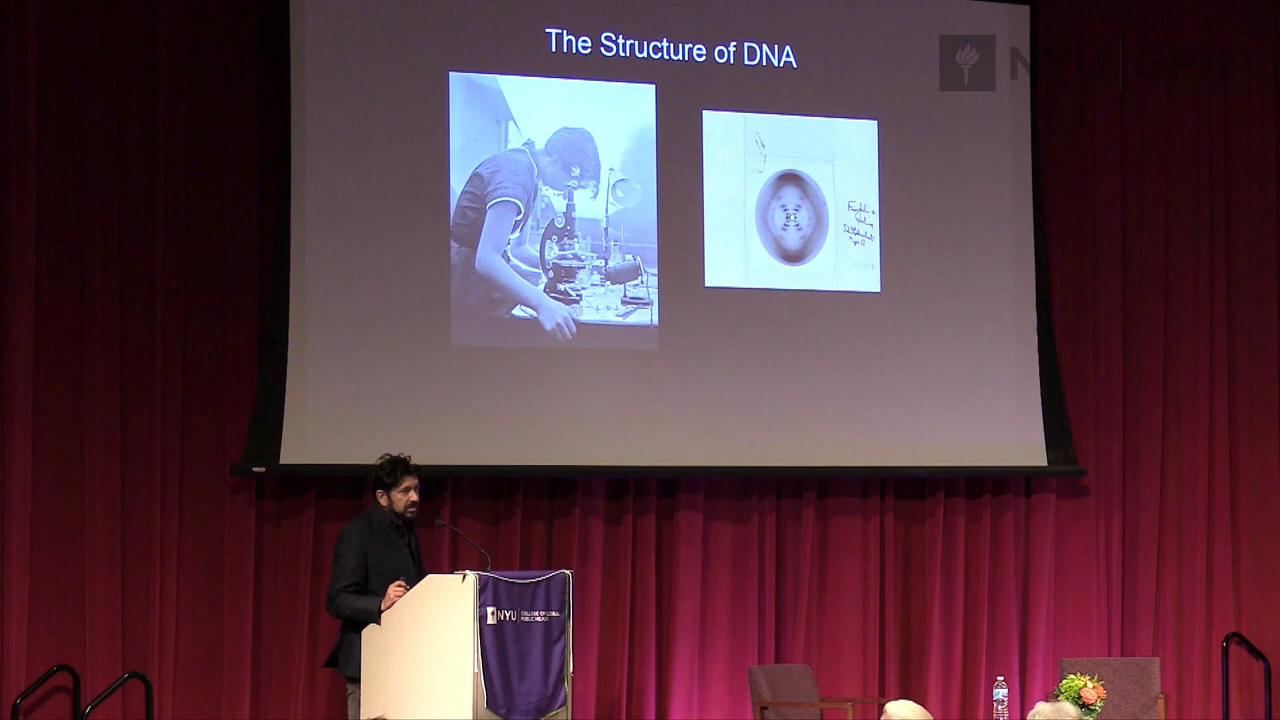 The Structure of DNA
NYU | GPH
NYU
COLLEGE OF GLOBAL
PUBLIC HEALTH